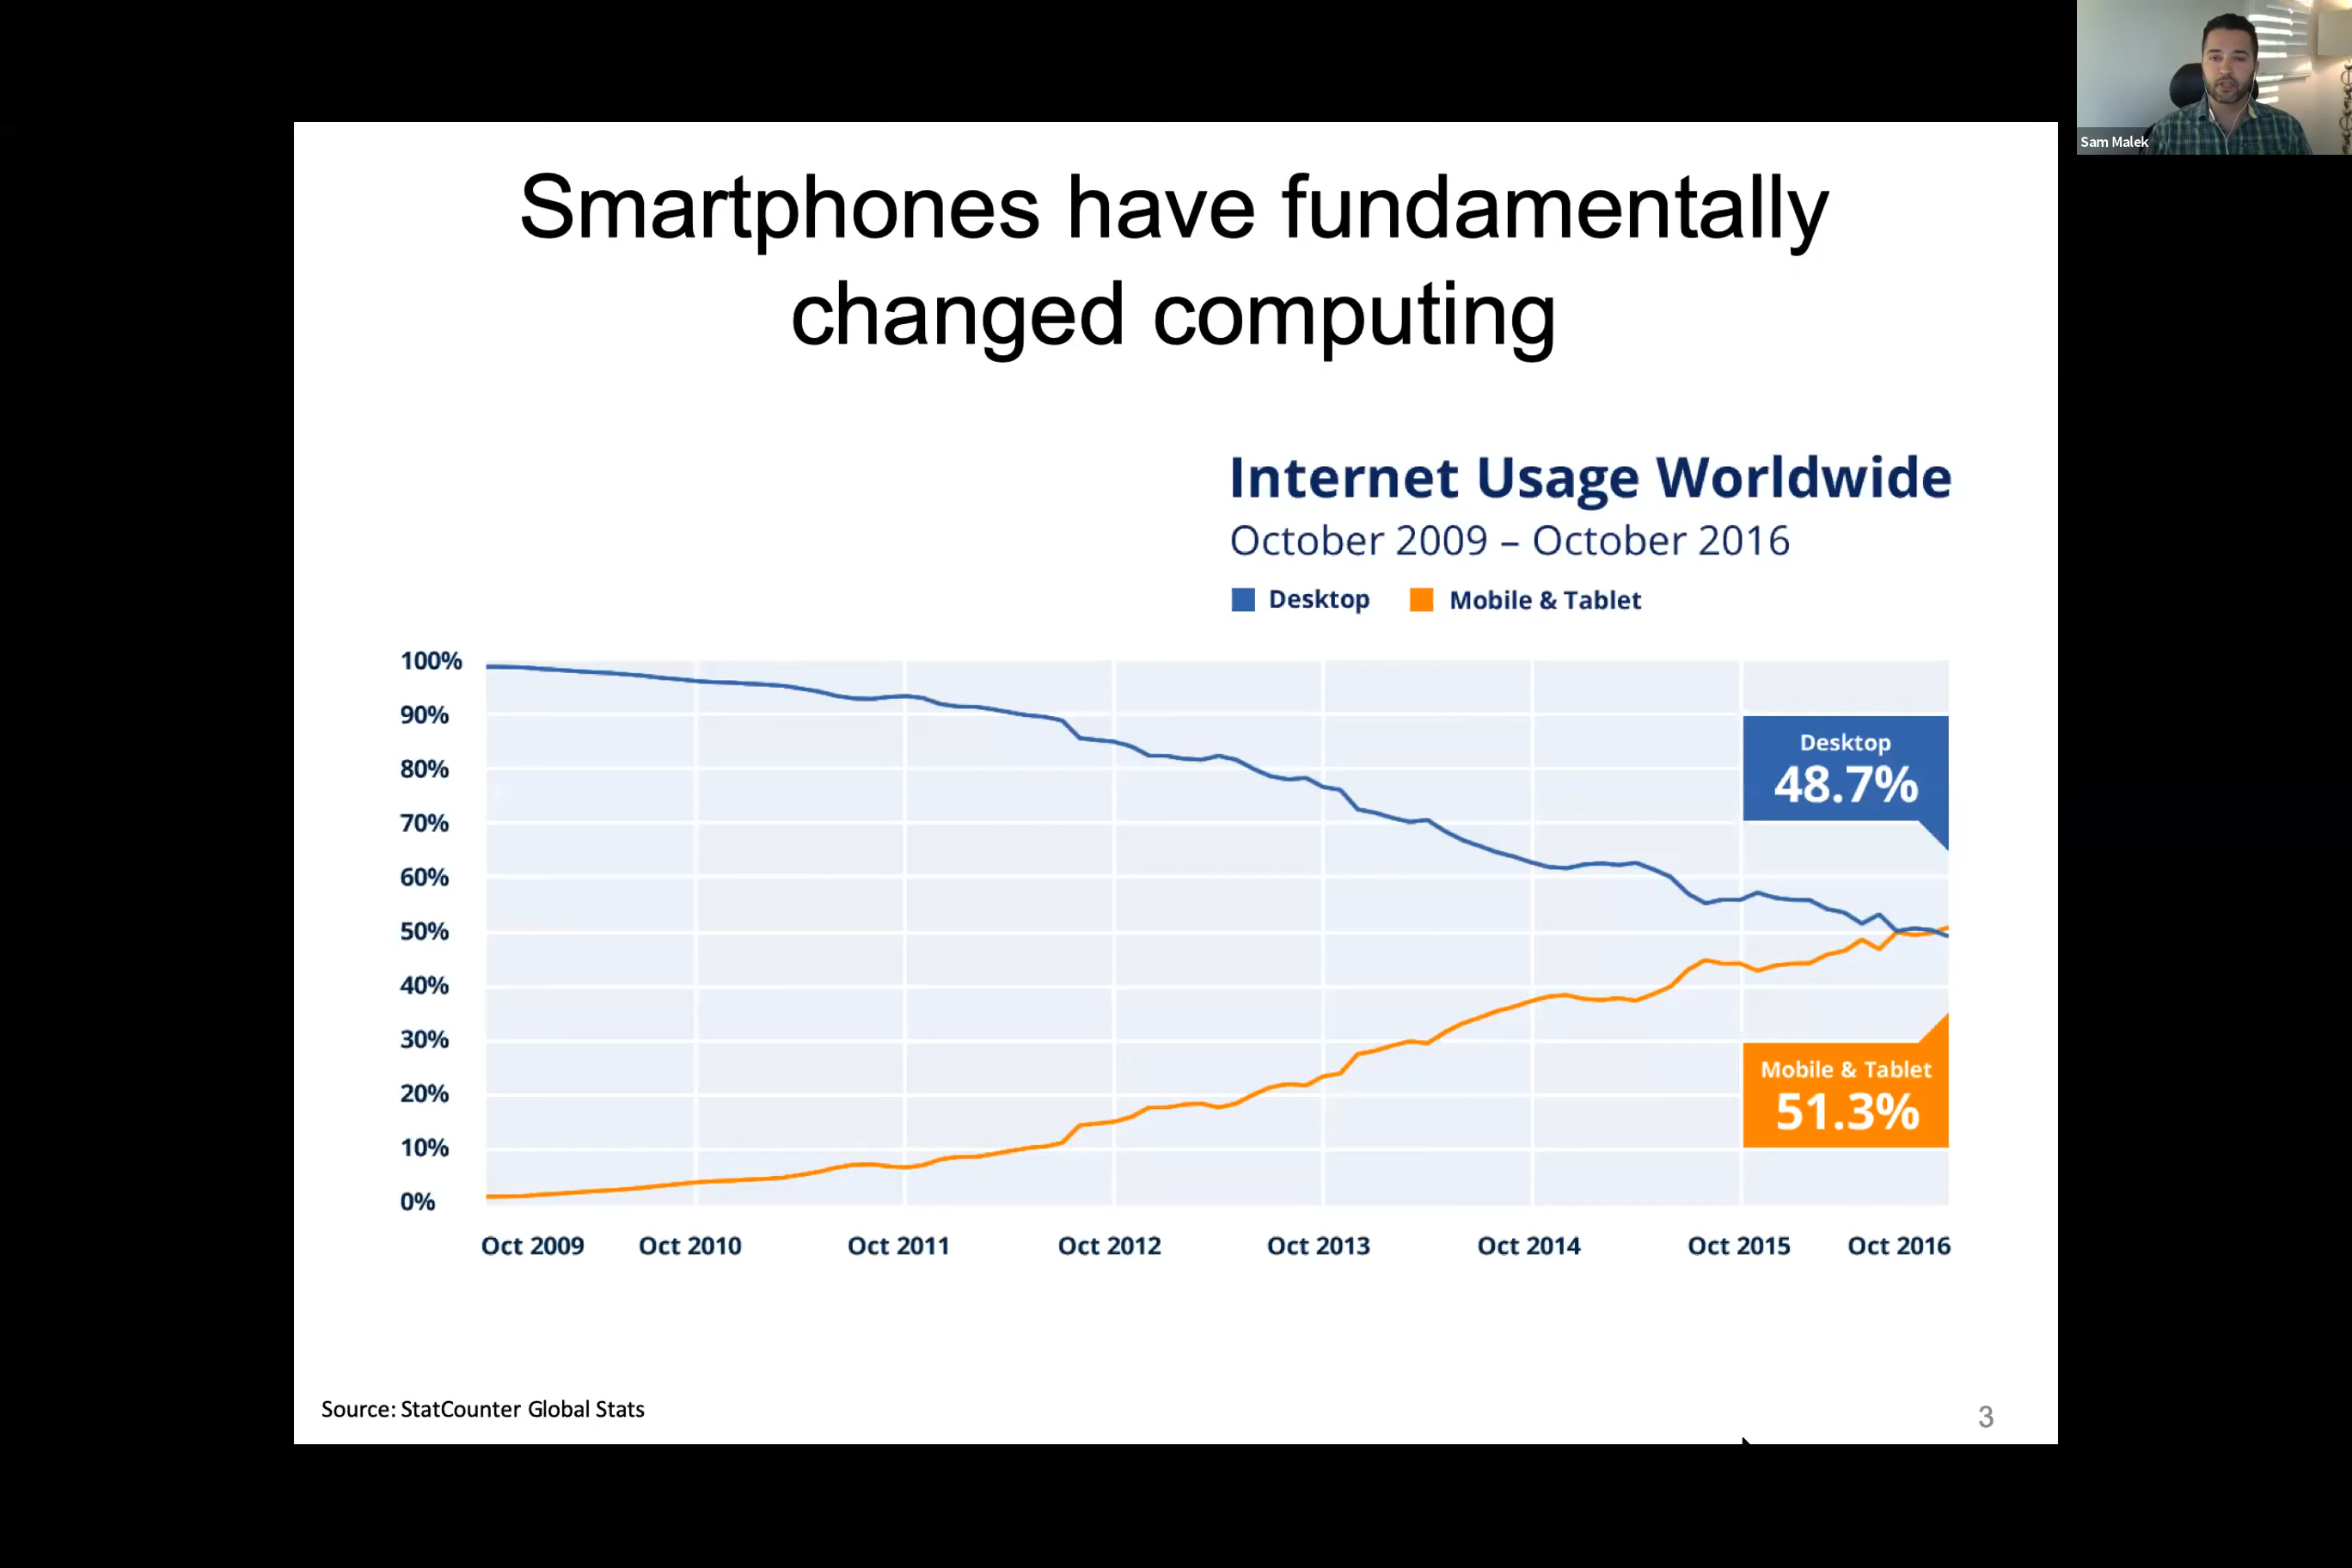 Smartphones have fundamentally
changed computing
Sam Malek
Internet Usage Worldwide
October 2009 – October 2016
Desktop Mobile & Tablet
100%
90%
80%
70%
60%
50%
40%
30%
20%
10%
0%
Desktop
48.7%
Mobile & Tablet
51.3%
Oct 2009 Oct 2010 Oct 2011 Oct 2012 Oct 2013 Oct 2014 Oct 2015 Oct 2016
Source: StatCounter Global Stats
3